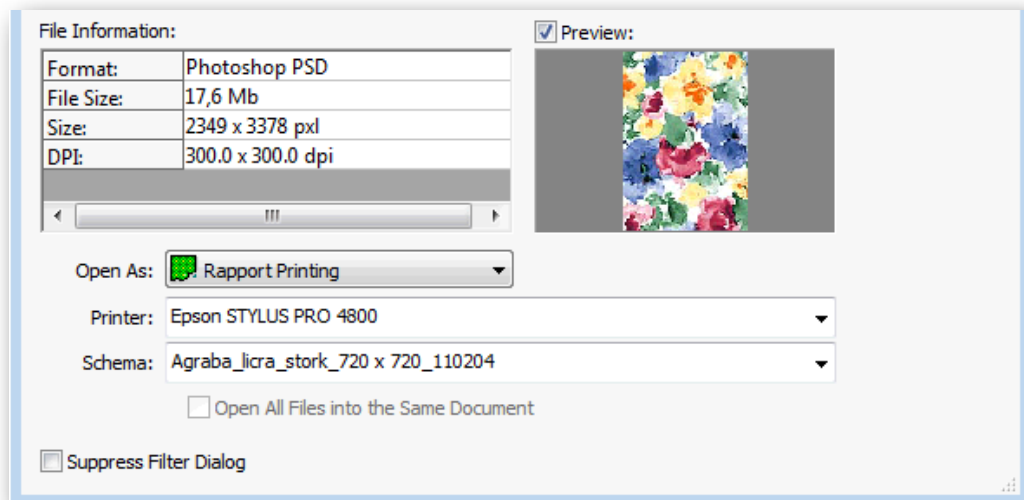 File Information:
Preview:
Format: Photoshop PSD
File Size: 17,6 Mb
Size: 2349 x 3378 pxl
DPI: 300.0 x 300.0 dpi
Open As: Rapport Printing
Printer: Epson STYLUS PRO 4800
Schema: Agraba_licra_stork_720 x 720_110204
Open All Files into the Same Document
Suppress Filter Dialog